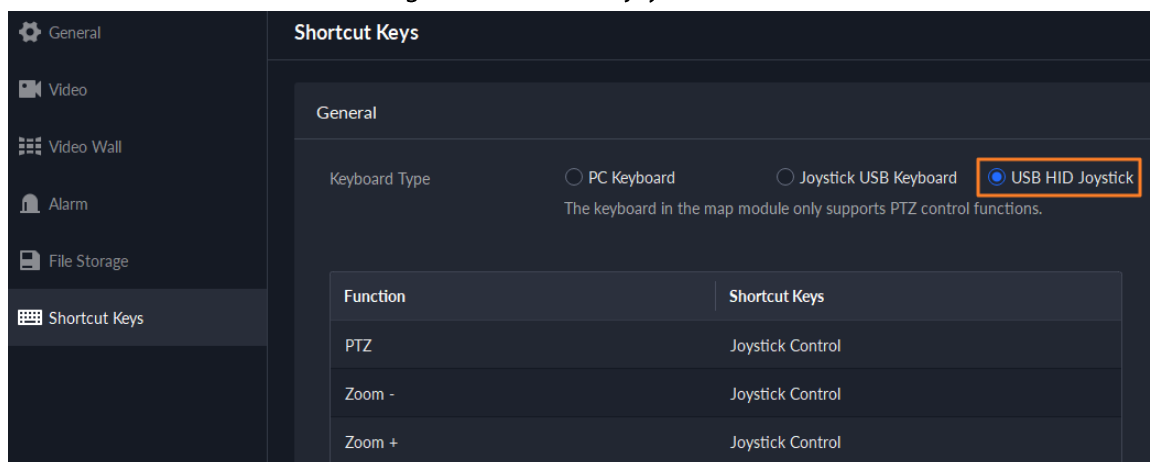 General
Video
Video Wall
Alarm
File Storage
Shortcut Keys
Shortcut Keys
General
Keyboard Type
PC Keyboard
Joystick USB Keyboard
USB HID Joystick
The keyboard in the map module only supports PTZ control functions.
Function Shortcut Keys
PTZ Joystick Control
Zoom - Joystick Control
Zoom + Joystick Control